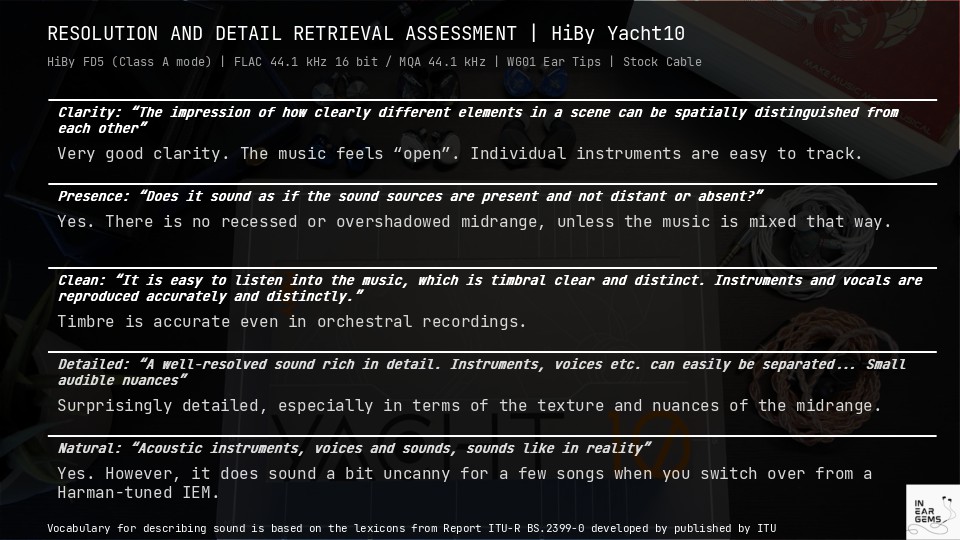 RESOLUTION AND DETAIL RETRIEVAL ASSESSMENT | HiBy Yacht10
HiBy FD5 (Class A mode) | FLAC 44.1 kHz 16 bit / MQA 44.1 kHz | WG01 Ear Tips | Stock Cable
Clarity: “The impression of how clearly different elements in a scene can be spatially distinguished from
each other”
Very good clarity. The music feels “open”. Individual instruments are easy to track.
Presence: “Does it sound as if the sound sources are present and not distant or absent?”
Yes. There is no recessed or overshadowed midrange, unless the music is mixed that way.
Clean: “It is easy to listen into the music, which is timbral clear and distinct. Instruments and vocals are
reproduced accurately and distinctly.”
Timbre is accurate even in orchestral recordings.
Detailed: “A well-resolved sound rich in detail. Instruments, voices etc. can easily be separated... Small
audible nuances”
Surprisingly detailed, especially in terms of the texture and nuances of the midrange.
YACHT 10
Natural: “Acoustic instruments, voices and sounds, sounds like in reality”
Yes. However, it does sound a bit uncanny for a few songs when you switch over from a
Harman-tuned IEM.
IN
EAR
GEMS
Vocabulary for describing sound is based on the lexicons from Report ITU-R BS.2399-0 developed by published by ITU